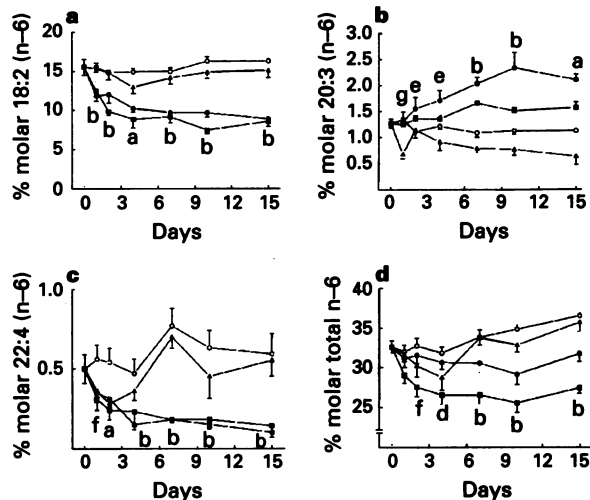 a
% molar 18:2 (n–6)
20
15
10
5
0
b b a b b b
0 3 6 9 12 15
Days
b
% molar 20:3 (n–6)
3.0
2.5
2.0
1.5
1.0
0.5
g e e b b a
0 3 6 9 12 15
Days
c
% molar 22:4 (n–6)
1.0
0.5
f a b b b b
0 3 6 9 12 15
Days
d
% molar total n–6
40
35
30
25
f d b b b
0 3 6 9 12 15
Days